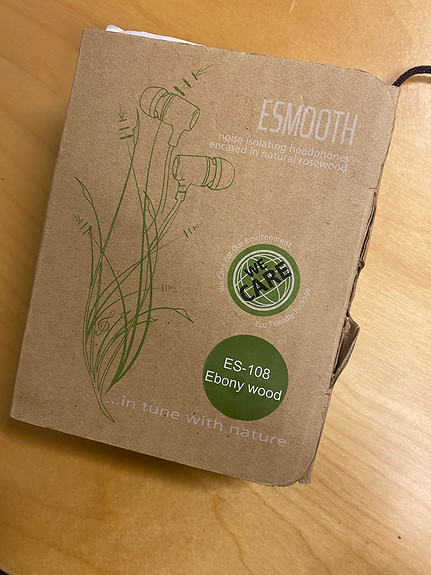 ESMOOTH
noise isolating headphones
encased in natural rosewood
We Care For Our Environment
WE
CARE
Eco Friendly Package
ES-108
Ebony wood
...in tune with nature